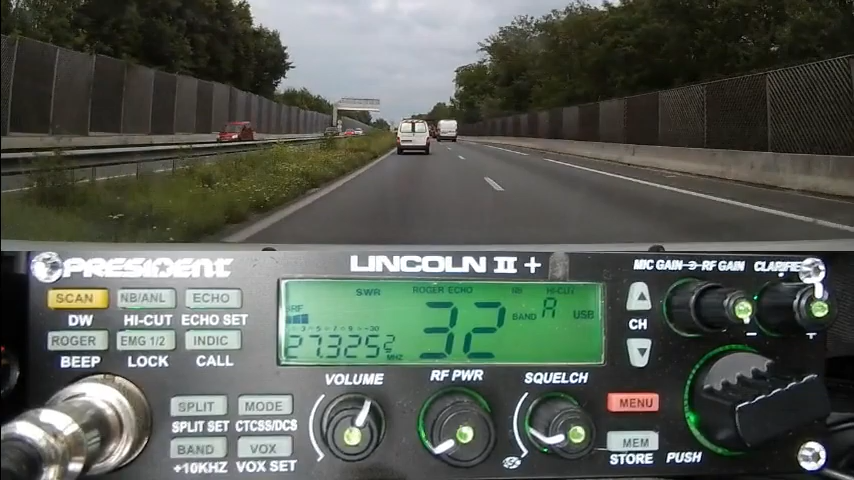 PRESIDENT LINCOLN II + MIC GAIN RF GAIN CLARIFIER
SCAN NB/ANL ECHO
DW HI-CUT ECHO SET
ROGER EMG 1/2 INDIC
BEEP LOCK CALL
SPLIT MODE
SPLIT SET CTCSS/DCS
BAND VOX
+10KHZ VOX SET
SWR ROGER ECHO NB HI-CUT
RF
32
BAND A USB
27.3252 MHZ
CH
VOLUME RF PWR SQUELCH
MENU
MEM
STORE PUSH